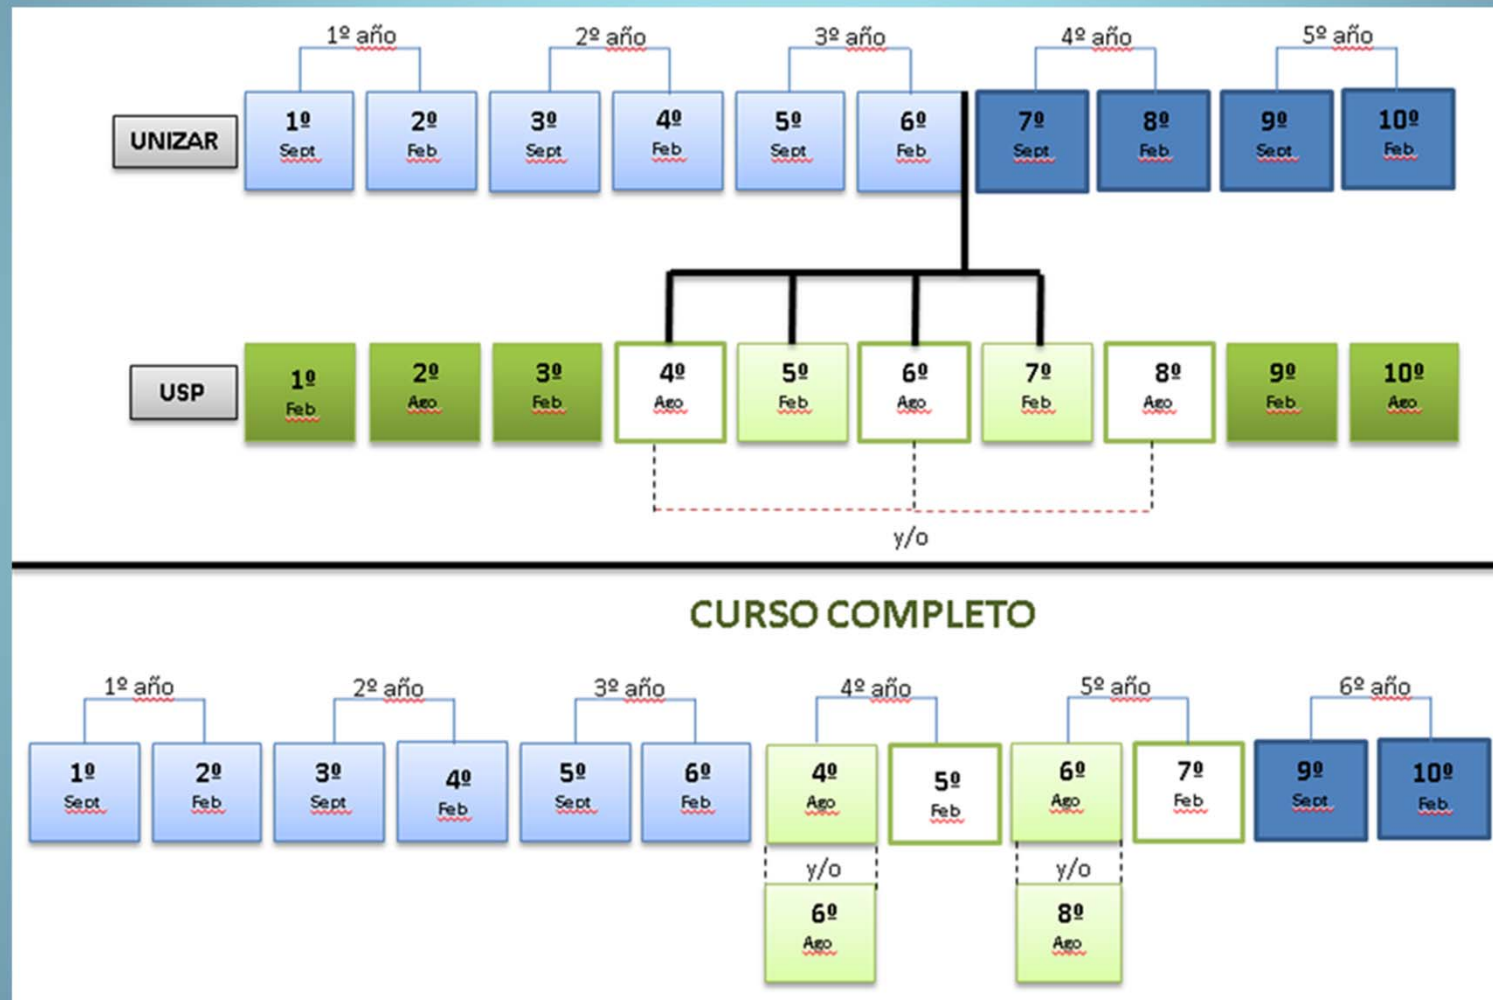 1º año 2º año 3º año 4º año 5º año
UNIZAR
1º 2º 3º 4º 5º 6º 7º 8º 9º 10º
Sept Feb Sept Feb Sept Feb Sept Feb Sept Feb
USP
1º 2º 3º 4º 5º 6º 7º 8º 9º 10º
Feb Ago Feb Ago Feb Ago Feb Ago Feb Ago
y/o
CURSO COMPLETO
1º año 2º año 3º año 4º año 5º año 6º año
1º 2º 3º 4º 5º 6º 4º 5º 6º 7º 9º 10º
Sept Feb Sept Feb Sept Feb Ago Feb Ago Feb Sept Feb
y/o y/o
6º 8º
Ago Ago